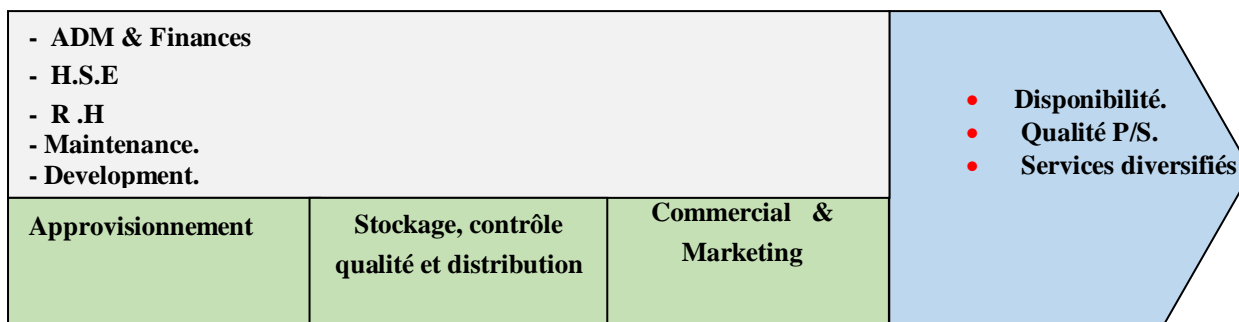 - ADM & Finances
- H.S.E
- R .H
- Maintenance.
- Development.
• Disponibilité.
• Qualité P/S.
• Services diversifiés
Approvisionnement
Stockage, contrôle
qualité et distribution
Commercial &
Marketing